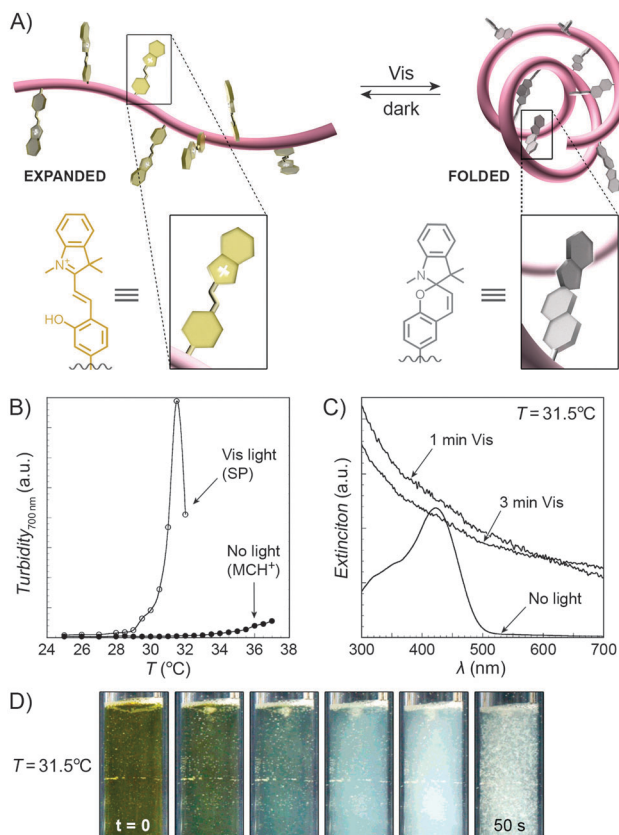 A)
Vis
dark
EXPANDED
FOLDED
N+
HO
N
O
B)
Turbidity700 nm (a.u.)
Vis light
(SP)
No light
(MCH+)
24 26 28 30 32 34 36 38
T (ºC)
C)
T = 31.5ºC
Extinciton (a.u.)
1 min Vis
3 min Vis
No light
300 400 500 600 700
λ (nm)
D)
T = 31.5ºC
t = 0
50 s